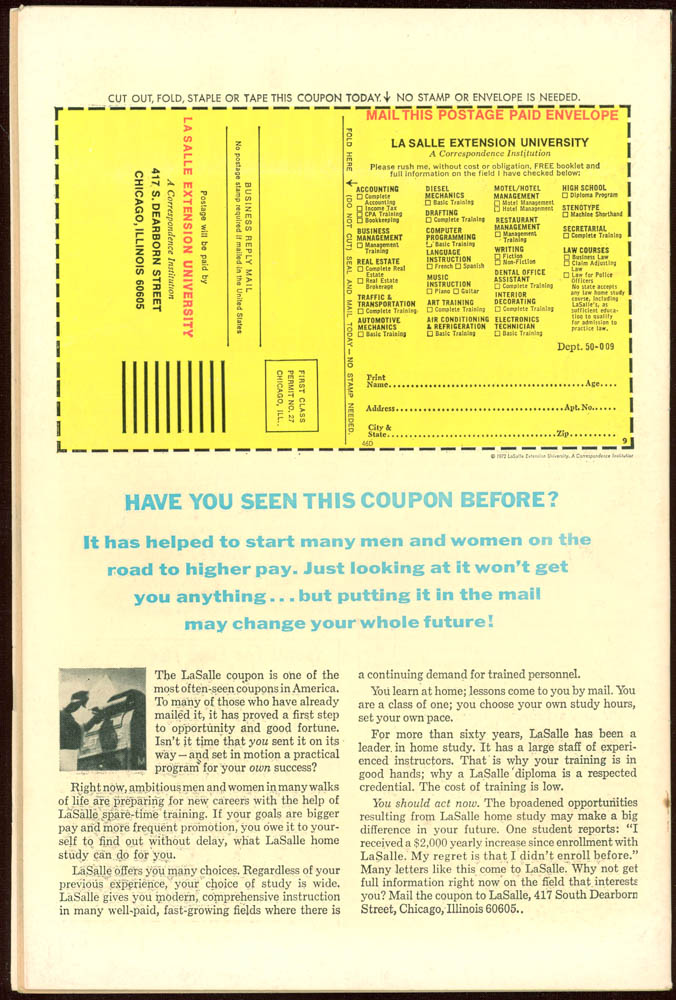 CUT OUT, FOLD, STAPLE OR TAPE THIS COUPON TODAY. ↓ NO STAMP OR ENVELOPE IS NEEDED.
LA SALLE EXTENSION UNIVERSITY
A Correspondence Institution
417 S. DEARBORN STREET
CHICAGO, ILLINOIS 60605
Postage will be paid by
BUSINESS REPLY MAIL
No postage stamp required if mailed in the United States
FIRST CLASS
PERMIT NO. 27
CHICAGO, ILL.
FOLD HERE ↓ (DO NOT CUT) SEAL AND MAIL TODAY—NO STAMP NEEDED.
MAIL THIS POSTAGE PAID ENVELOPE
LA SALLE EXTENSION UNIVERSITY
A Correspondence Institution
Please rush me, without cost or obligation, FREE booklet and
full information on the field I have checked below:
ACCOUNTING
☐ Complete
Accounting
☐ Income Tax
☐ CPA Training
☐ Bookkeeping
BUSINESS
MANAGEMENT
☐ Management
Training
REAL ESTATE
☐ Complete Real
Estate
☐ Real Estate
Brokerage
TRAFFIC &
TRANSPORTATION
☐ Complete Training
AUTOMOTIVE
MECHANICS
☐ Basic Training
DIESEL
MECHANICS
☐ Basic Training
DRAFTING
☐ Complete Training
COMPUTER
PROGRAMMING
☐ Basic Training
LANGUAGE
INSTRUCTION
☐ French ☐ Spanish
MUSIC
INSTRUCTION
☐ Piano ☐ Guitar
ART TRAINING
☐ Complete Training
AIR CONDITIONING
& REFRIGERATION
☐ Basic Training
MOTEL/HOTEL
MANAGEMENT
☐ Motel Management
☐ Hotel Management
RESTAURANT
MANAGEMENT
☐ Management
Training
WRITING
☐ Fiction
☐ Non-Fiction
DENTAL OFFICE
ASSISTANT
☐ Complete Training
INTERIOR
DECORATING
☐ Complete Training
ELECTRONICS
TECHNICIAN
☐ Basic Training
HIGH SCHOOL
☐ Diploma Program
STENOTYPE
☐ Machine Shorthand
SECRETARIAL
☐ Complete Training
LAW COURSES
☐ Business Law
☐ Claim Adjusting
Law
☐ Law for Police
Officers
No state accepts
any law home study
course, including
LaSalle's, as
sufficient educa-
tion to qualify
for admission to
practice law.
Dept. 50-009
Print
Name.....Age....
Address.....Apt. No......
City &
State.....Zip...........
46D
9
© 1972 LaSalle Extension University, A Correspondence Institution
HAVE YOU SEEN THIS COUPON BEFORE?
It has helped to start many men and women on the
road to higher pay. Just looking at it won't get
you anything...but putting it in the mail
may change your whole future!
The LaSalle coupon is one of the
most often-seen coupons in America.
To many of those who have already
mailed it, it has proved a first step
to opportunity and good fortune.
Isn't it time that you sent it on its
way—and set in motion a practical
program for your own success?
Right now, ambitious men and women in many walks
of life are preparing for new careers with the help of
LaSalle spare-time training. If your goals are bigger
pay and more frequent promotion, you owe it to your-
self to find out without delay, what LaSalle home
study can do for you.
LaSalle offers you many choices. Regardless of your
previous experience, your choice of study is wide.
LaSalle gives you modern, comprehensive instruction
in many well-paid, fast-growing fields where there is
a continuing demand for trained personnel.
You learn at home; lessons come to you by mail. You
are a class of one; you choose your own study hours,
set your own pace.
For more than sixty years, LaSalle has been a
leader in home study. It has a large staff of experi-
enced instructors. That is why your training is in
good hands; why a LaSalle diploma is a respected
credential. The cost of training is low.
You should act now. The broadened opportunities
resulting from LaSalle home study may make a big
difference in your future. One student reports: “I
received a $2,000 yearly increase since enrollment with
LaSalle. My regret is that I didn't enroll before.”
Many letters like this come to LaSalle. Why not get
full information right now on the field that interests
you? Mail the coupon to LaSalle, 417 South Dearborn
Street, Chicago, Illinois 60605..